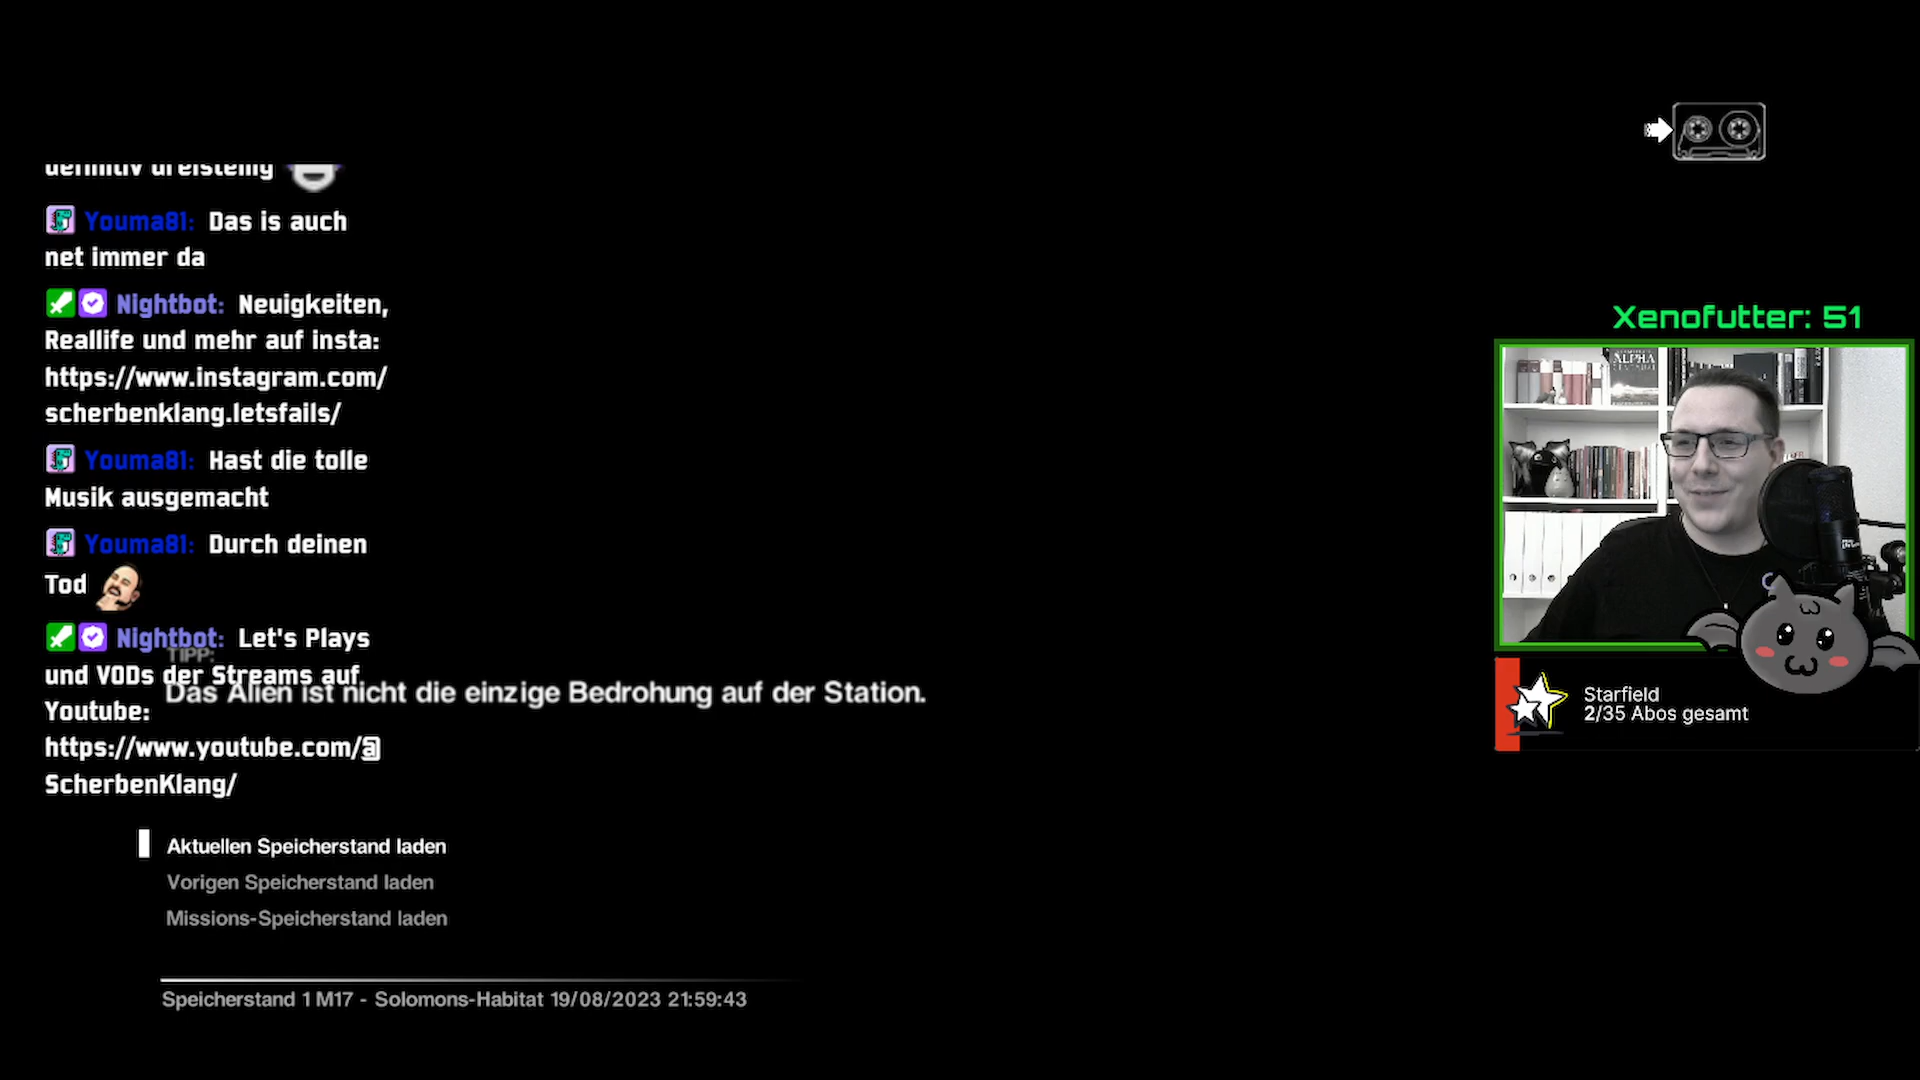 definitiv dreistellig
Youma81: Das is auch
net immer da
Nightbot: Neuigkeiten,
Reallife und mehr auf insta:
https://www.instagram.com/
scherbenklang.letsfails/
Youma81: Hast die tolle
Musik ausgemacht
Youma81: Durch deinen
Tod
Nightbot: Let's Plays
und VODs der Streams auf
Youtube:
https://www.youtube.com/@
ScherbenKlang/
TIPP:
Das Alien ist nicht die einzige Bedrohung auf der Station.
Aktuellen Speicherstand laden
Vorigen Speicherstand laden
Missions-Speicherstand laden
Speicherstand 1 M17 - Solomons-Habitat 19/08/2023 21:59:43
Xenofutter: 51
ALPHA
Starfield
2/35 Abos gesamt